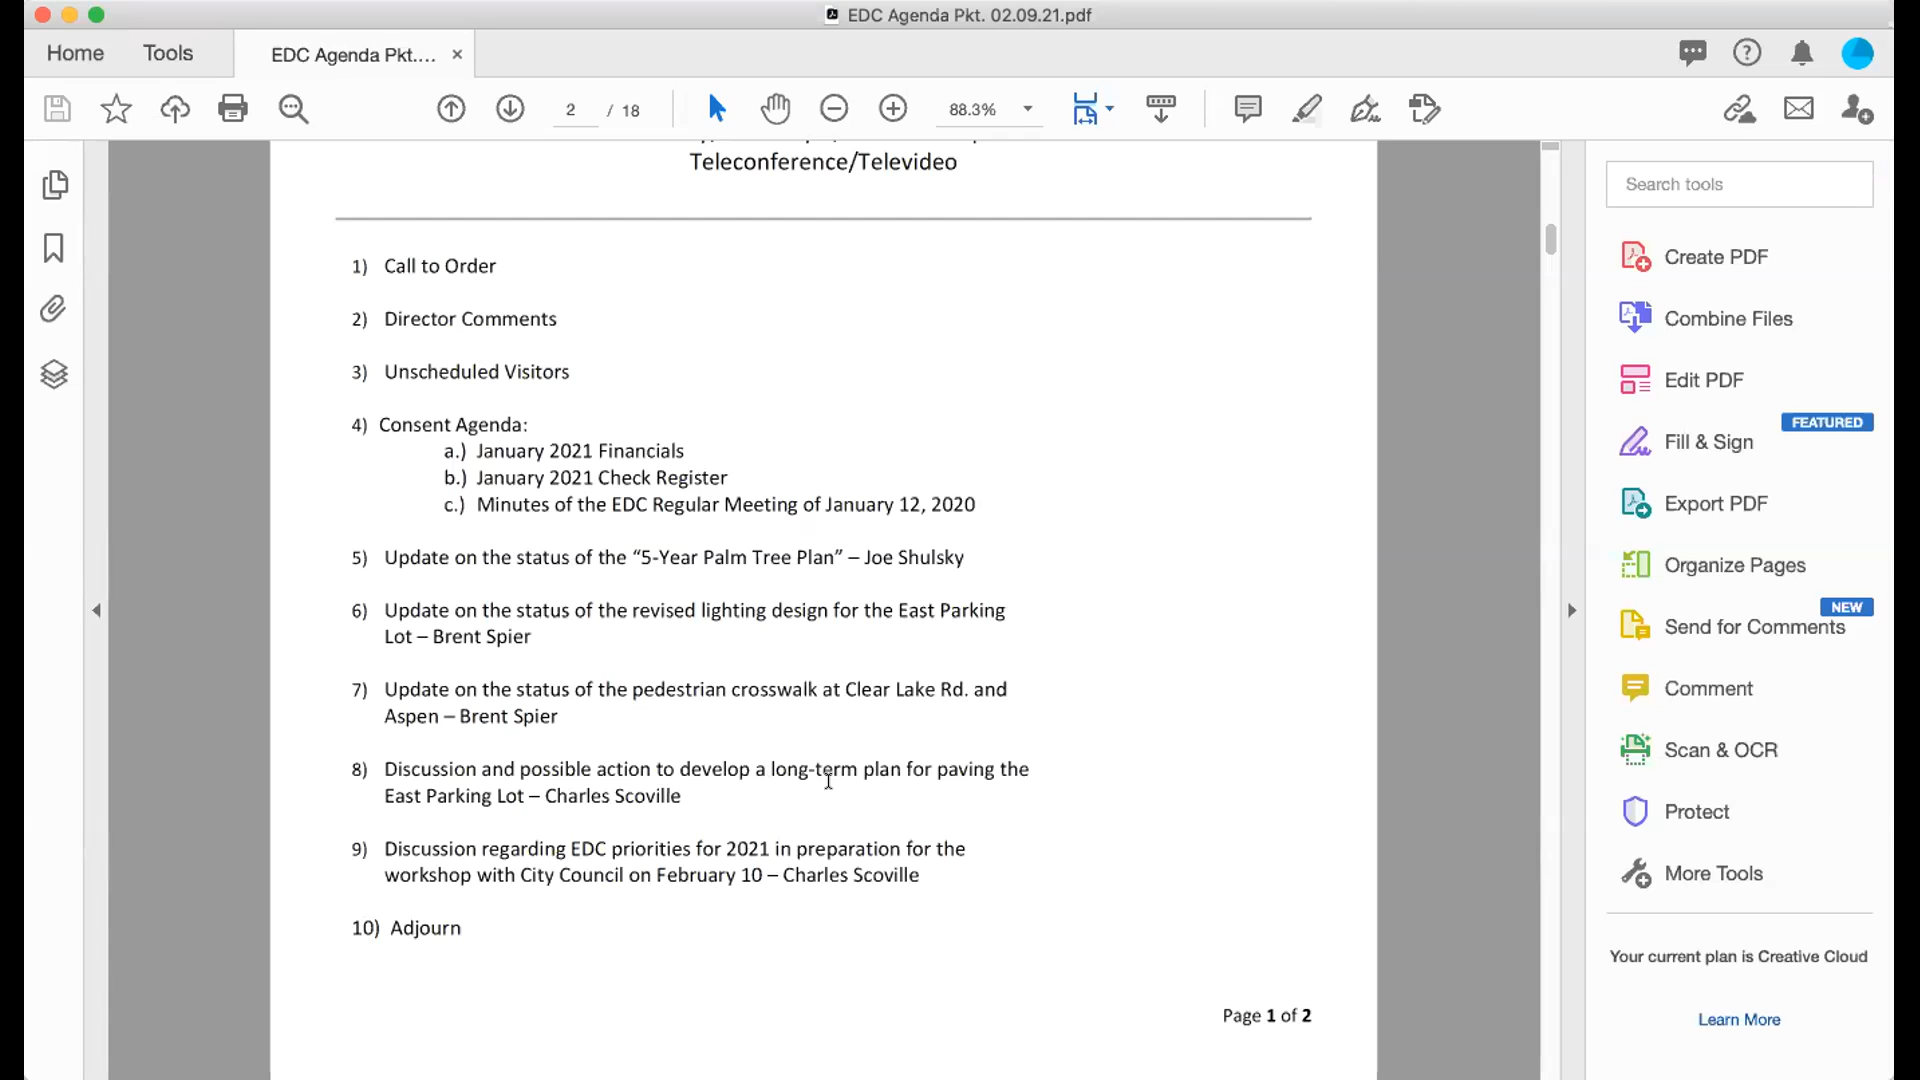 EDC Agenda Pkt. 02.09.21.pdf
Home
Tools
EDC Agenda Pkt....
2 / 18
88.3%
Teleconference/Televideo
1) Call to Order
2) Director Comments
3) Unscheduled Visitors
4) Consent Agenda:
a.) January 2021 Financials
b.) January 2021 Check Register
c.) Minutes of the EDC Regular Meeting of January 12, 2020
5) Update on the status of the “5-Year Palm Tree Plan” – Joe Shulsky
6) Update on the status of the revised lighting design for the East Parking
Lot – Brent Spier
7) Update on the status of the pedestrian crosswalk at Clear Lake Rd. and
Aspen – Brent Spier
8) Discussion and possible action to develop a long-term plan for paving the
East Parking Lot – Charles Scoville
9) Discussion regarding EDC priorities for 2021 in preparation for the
workshop with City Council on February 10 – Charles Scoville
10) Adjourn
Page 1 of 2
Search tools
Create PDF
Combine Files
Edit PDF
FEATURED
Fill & Sign
Export PDF
Organize Pages
NEW
Send for Comments
Comment
Scan & OCR
Protect
More Tools
Your current plan is Creative Cloud
Learn More